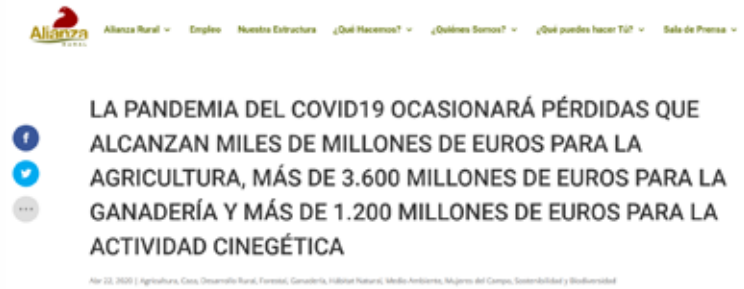 Alianza
RURAL
Alianza Rural Empleo Nuestra Estructura ¿Qué Hacemos? ¿Quiénes Somos? ¿Qué puedes hacer Tú? Sala de Prensa
LA PANDEMIA DEL COVID19 OCASIONARÁ PÉRDIDAS QUE
ALCANZAN MILES DE MILLONES DE EUROS PARA LA
AGRICULTURA, MÁS DE 3.600 MILLONES DE EUROS PARA LA
GANADERÍA Y MÁS DE 1.200 MILLONES DE EUROS PARA LA
ACTIVIDAD CINEGÉTICA
Abr 22, 2020 | Agricultura, Caza, Desarrollo Rural, Forestal, Ganadería, Hábitat Natural, Medio Ambiente, Mujeres del Campo, Sostenibilidad y Biodiversidad